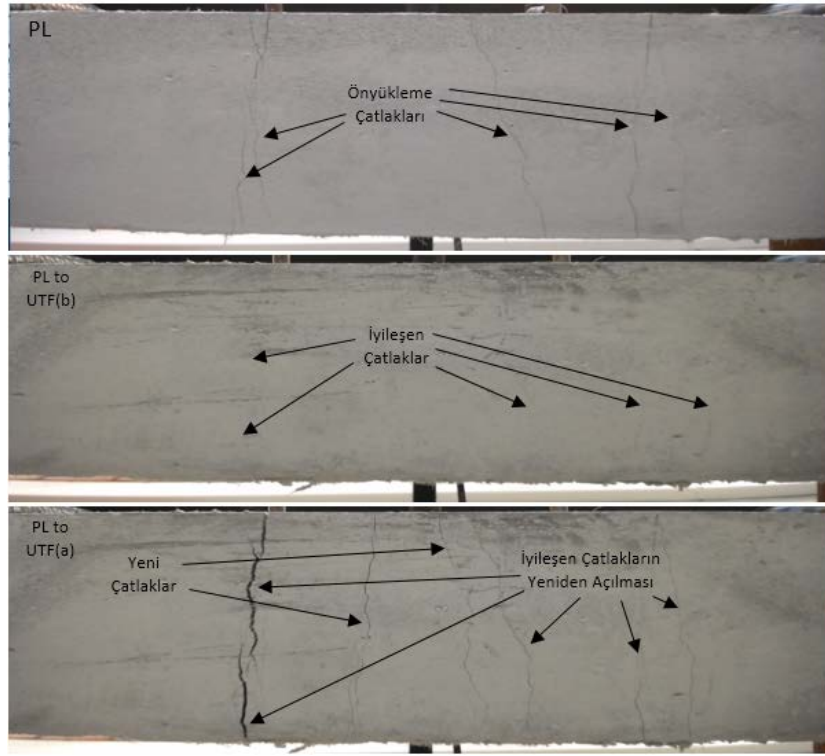 PL
Önyükleme
Çatlakları
PL to
UTF(b)
İyileşen
Çatlaklar
PL to
UTF(a)
Yeni
Çatlaklar
İyileşen Çatlakların
Yeniden Açılması